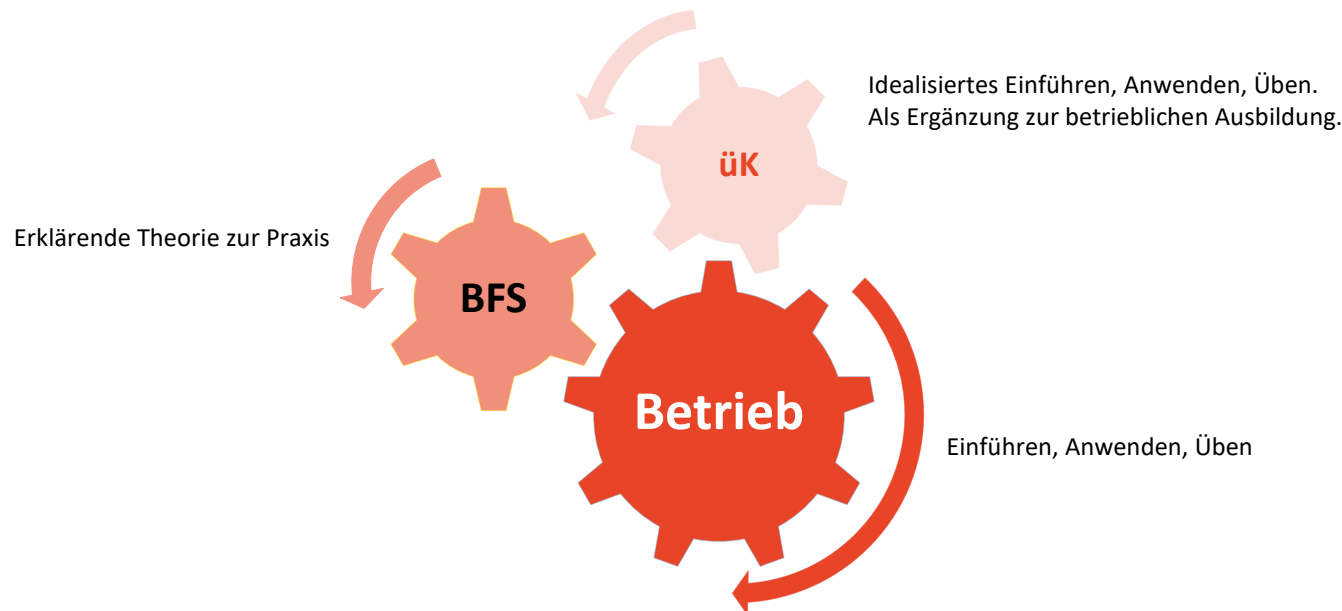 Idealisiertes Einführen, Anwenden, Üben.
Als Ergänzung zur betrieblichen Ausbildung.
üK
Erklärende Theorie zur Praxis
BFS
Betrieb
Einführen, Anwenden, Üben